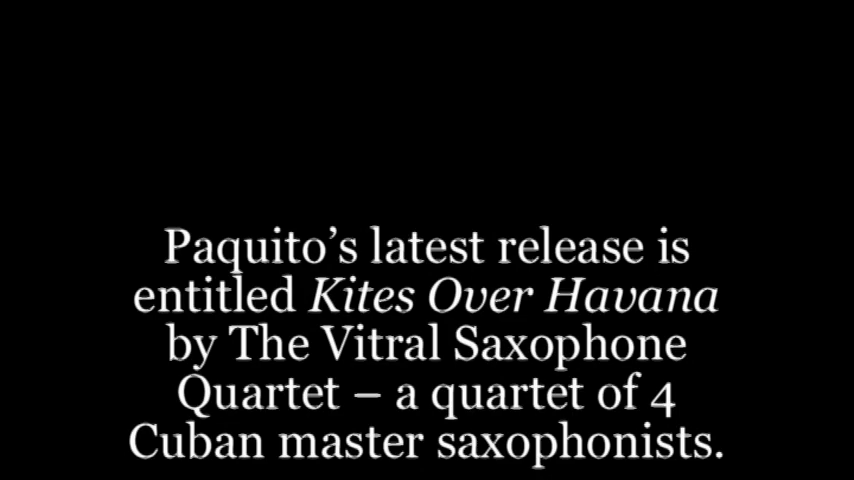 Paquito’s latest release is
entitled Kites Over Havana
by The Vitral Saxophone
Quartet – a quartet of 4
Cuban master saxophonists.